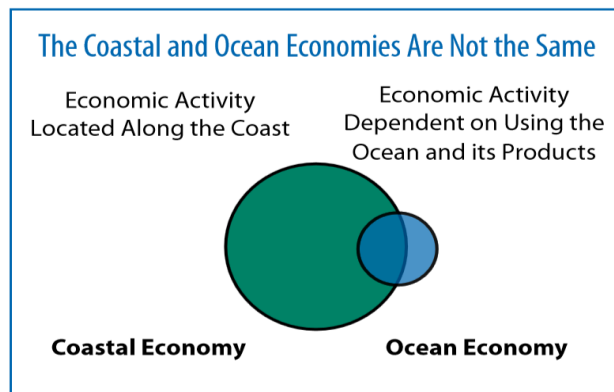 The Coastal and Ocean Economies Are Not the Same
Economic Activity
Located Along the Coast
Economic Activity
Dependent on Using the
Ocean and its Products
Coastal Economy
Ocean Economy